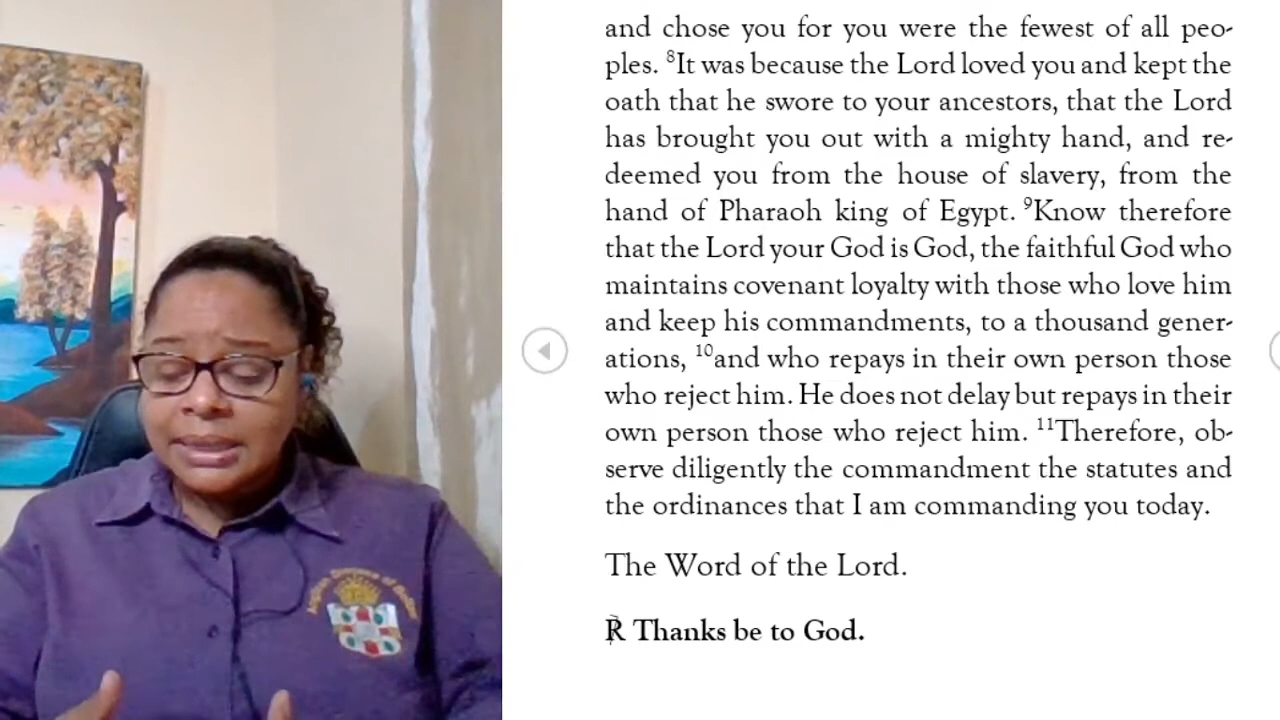 and chose you for you were the fewest of all peo-
ples. ⁸It was because the Lord loved you and kept the
oath that he swore to your ancestors, that the Lord
has brought you out with a mighty hand, and re-
deemed you from the house of slavery, from the
hand of Pharaoh king of Egypt. ⁹Know therefore
that the Lord your God is God, the faithful God who
maintains covenant loyalty with those who love him
and keep his commandments, to a thousand gener-
ations, ¹⁰and who repays in their own person those
who reject him. He does not delay but repays in their
own person those who reject him. ¹¹Therefore, ob-
serve diligently the commandment the statutes and
the ordinances that I am commanding you today.
The Word of the Lord.
℟ Thanks be to God.